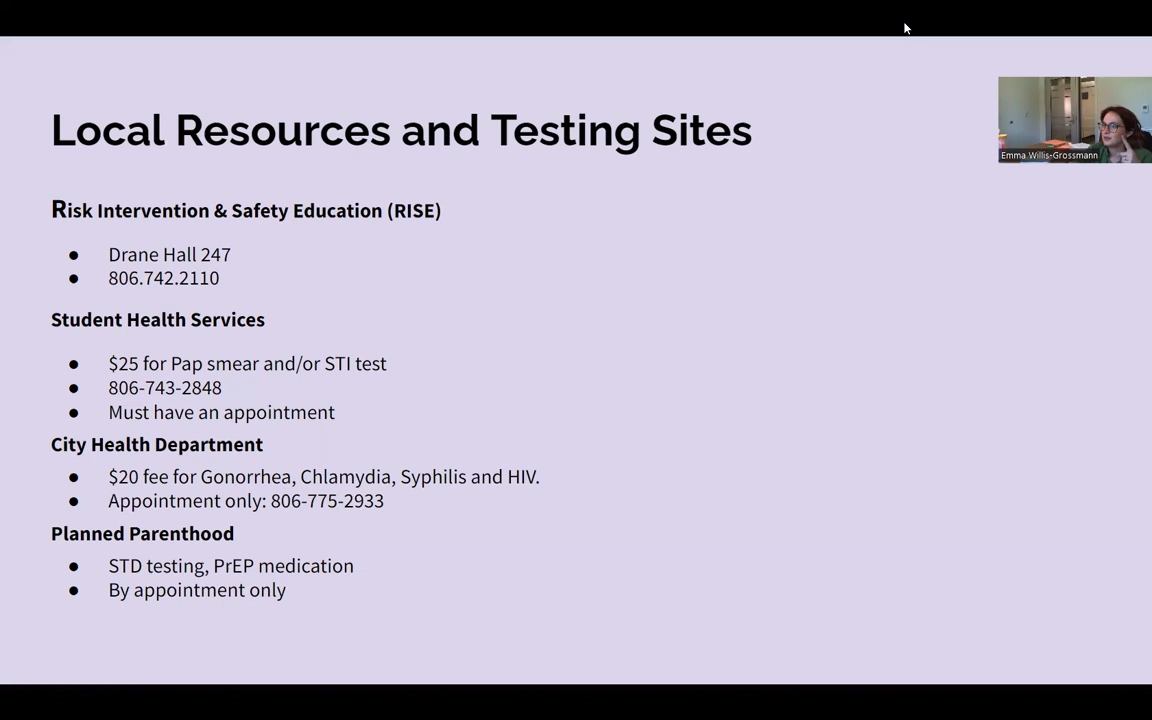 Local Resources and Testing Sites
Emma Willis-Grossmann
Risk Intervention & Safety Education (RISE)
● Drane Hall 247
● 806.742.2110
Student Health Services
● $25 for Pap smear and/or STI test
● 806-743-2848
● Must have an appointment
City Health Department
● $20 fee for Gonorrhea, Chlamydia, Syphilis and HIV.
● Appointment only: 806-775-2933
Planned Parenthood
● STD testing, PrEP medication
● By appointment only